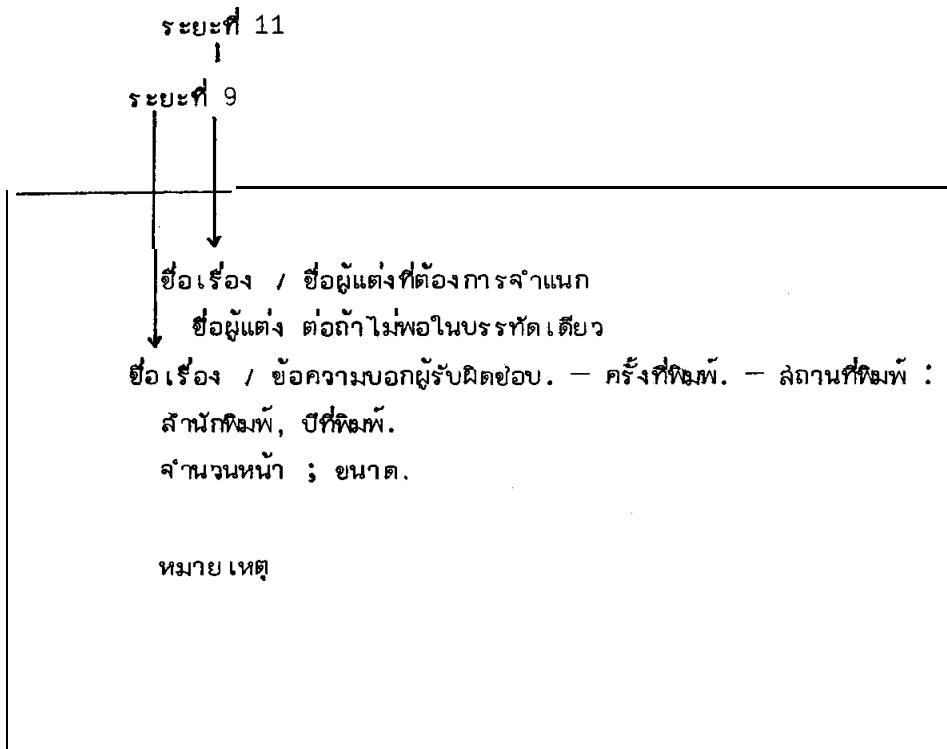 ระยะที่ 11
ระยะที่ 9
ชื่อเรื่อง / ชื่อผู้แต่งที่ต้องการจำแนก
ชื่อผู้แต่ง ต่อถ้าไม่พอในบรรทัดเดียว
ชื่อเรื่อง / ข้อความบอกผู้รับผิดชอบ. — ครั้งที่พิมพ์. — สถานที่พิมพ์ :
สำนักพิมพ์, ปีที่พิมพ์.
จำนวนหน้า ; ขนาด.
หมายเหตุ